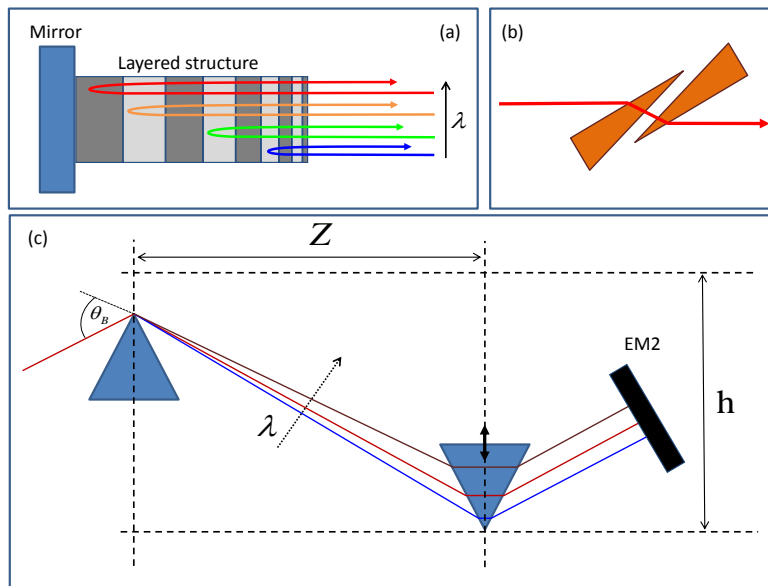 Mirror
(a)
Layered structure
λ
(b)
(c)
Z
θ_B
EM2
h
λ